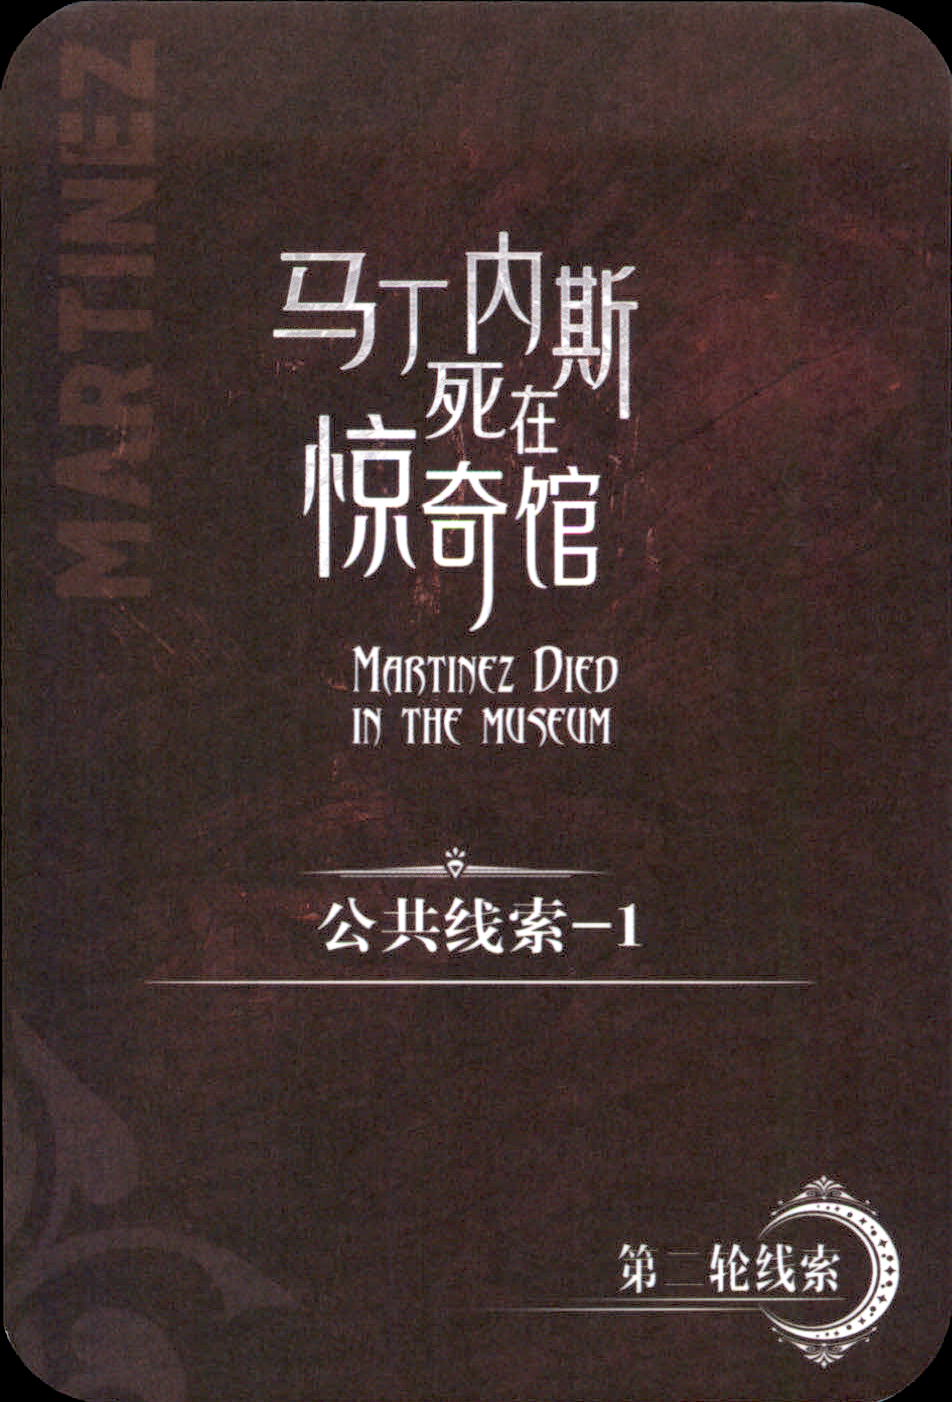 MARTINEZ
马丁内斯
死在
惊奇馆
MARTINEZ DIED
IN THE MUSEUM
公共线索-1
第二轮线索